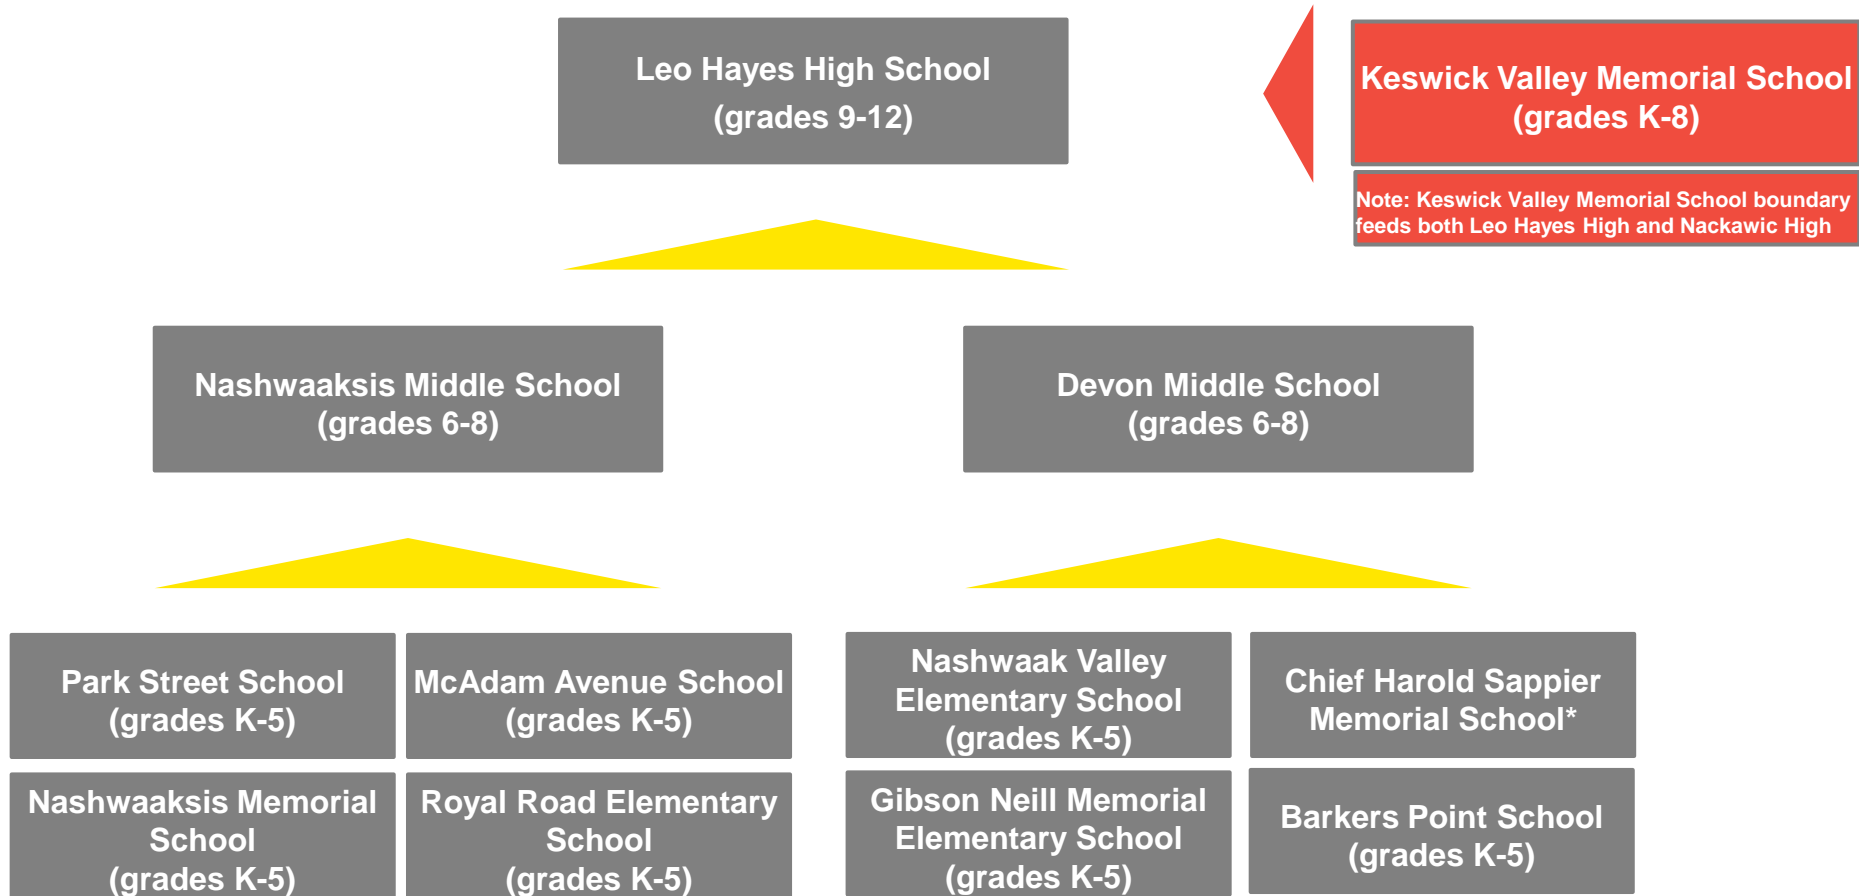 Leo Hayes High School
(grades 9-12)
Keswick Valley Memorial School
(grades K-8)
Note: Keswick Valley Memorial School boundary
feeds both Leo Hayes High and Nackawic High
Nashwaaksis Middle School
(grades 6-8)
Devon Middle School
(grades 6-8)
Park Street School
(grades K-5)
McAdam Avenue School
(grades K-5)
Nashwaak Valley
Elementary School
(grades K-5)
Chief Harold Sappier
Memorial School*
Nashwaaksis Memorial
School
(grades K-5)
Royal Road Elementary
School
(grades K-5)
Gibson Neill Memorial
Elementary School
(grades K-5)
Barkers Point School
(grades K-5)